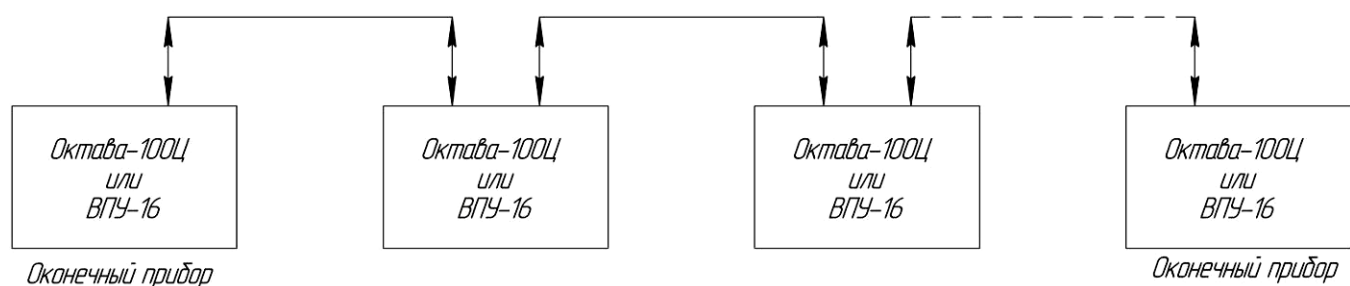 Октава-100Ц
или
ВПУ-16
Октава-100Ц
или
ВПУ-16
Октава-100Ц
или
ВПУ-16
Октава-100Ц
или
ВПУ-16
Оконечный прибор
Оконечный прибор